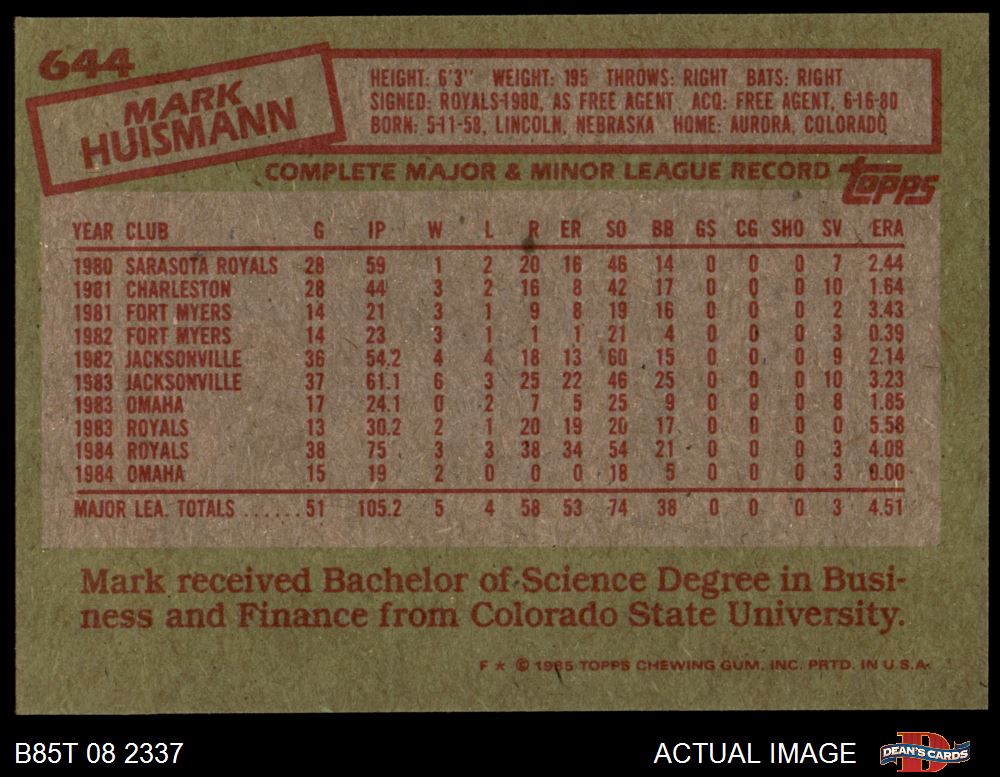 644
MARK
HUISMANN
HEIGHT: 6'3" WEIGHT: 195 THROWS: RIGHT BATS: RIGHT
SIGNED: ROYALS-1980, AS FREE AGENT ACQ: FREE AGENT, 6-16-80
BORN: 5-11-58, LINCOLN, NEBRASKA HOME: AURORA, COLORADO
COMPLETE MAJOR & MINOR LEAGUE RECORD topps
YEAR CLUB G IP W L R ER SO BB GS CG SHO SV ERA
1980 SARASOTA ROYALS 28 59 1 2 20 16 46 14 0 0 0 7 2.44
1981 CHARLESTON 28 44 3 2 16 8 42 17 0 0 0 10 1.64
1981 FORT MYERS 14 21 3 1 9 8 19 16 0 0 0 2 3.43
1982 FORT MYERS 14 23 3 1 1 1 21 4 0 0 0 3 0.39
1982 JACKSONVILLE 36 54.2 4 4 18 13 60 15 0 0 0 9 2.14
1983 JACKSONVILLE 37 61.1 6 3 25 22 46 25 0 0 0 10 3.23
1983 OMAHA 17 24.1 0 2 7 5 25 9 0 0 0 8 1.85
1983 ROYALS 13 30.2 2 1 20 19 20 17 0 0 0 0 5.58
1984 ROYALS 38 75 3 3 38 34 54 21 0 0 0 3 4.08
1984 OMAHA 15 19 2 0 0 0 18 5 0 0 0 3 0.00
MAJOR LEA. TOTALS ......51 105.2 5 4 58 53 74 38 0 0 0 3 4.51
Mark received Bachelor of Science Degree in Busi-
ness and Finance from Colorado State University.
F * © 1985 TOPPS CHEWING GUM, INC. PRTD. IN U.S.A.
B85T 08 2337 ACTUAL IMAGE DEAN'S CARDS